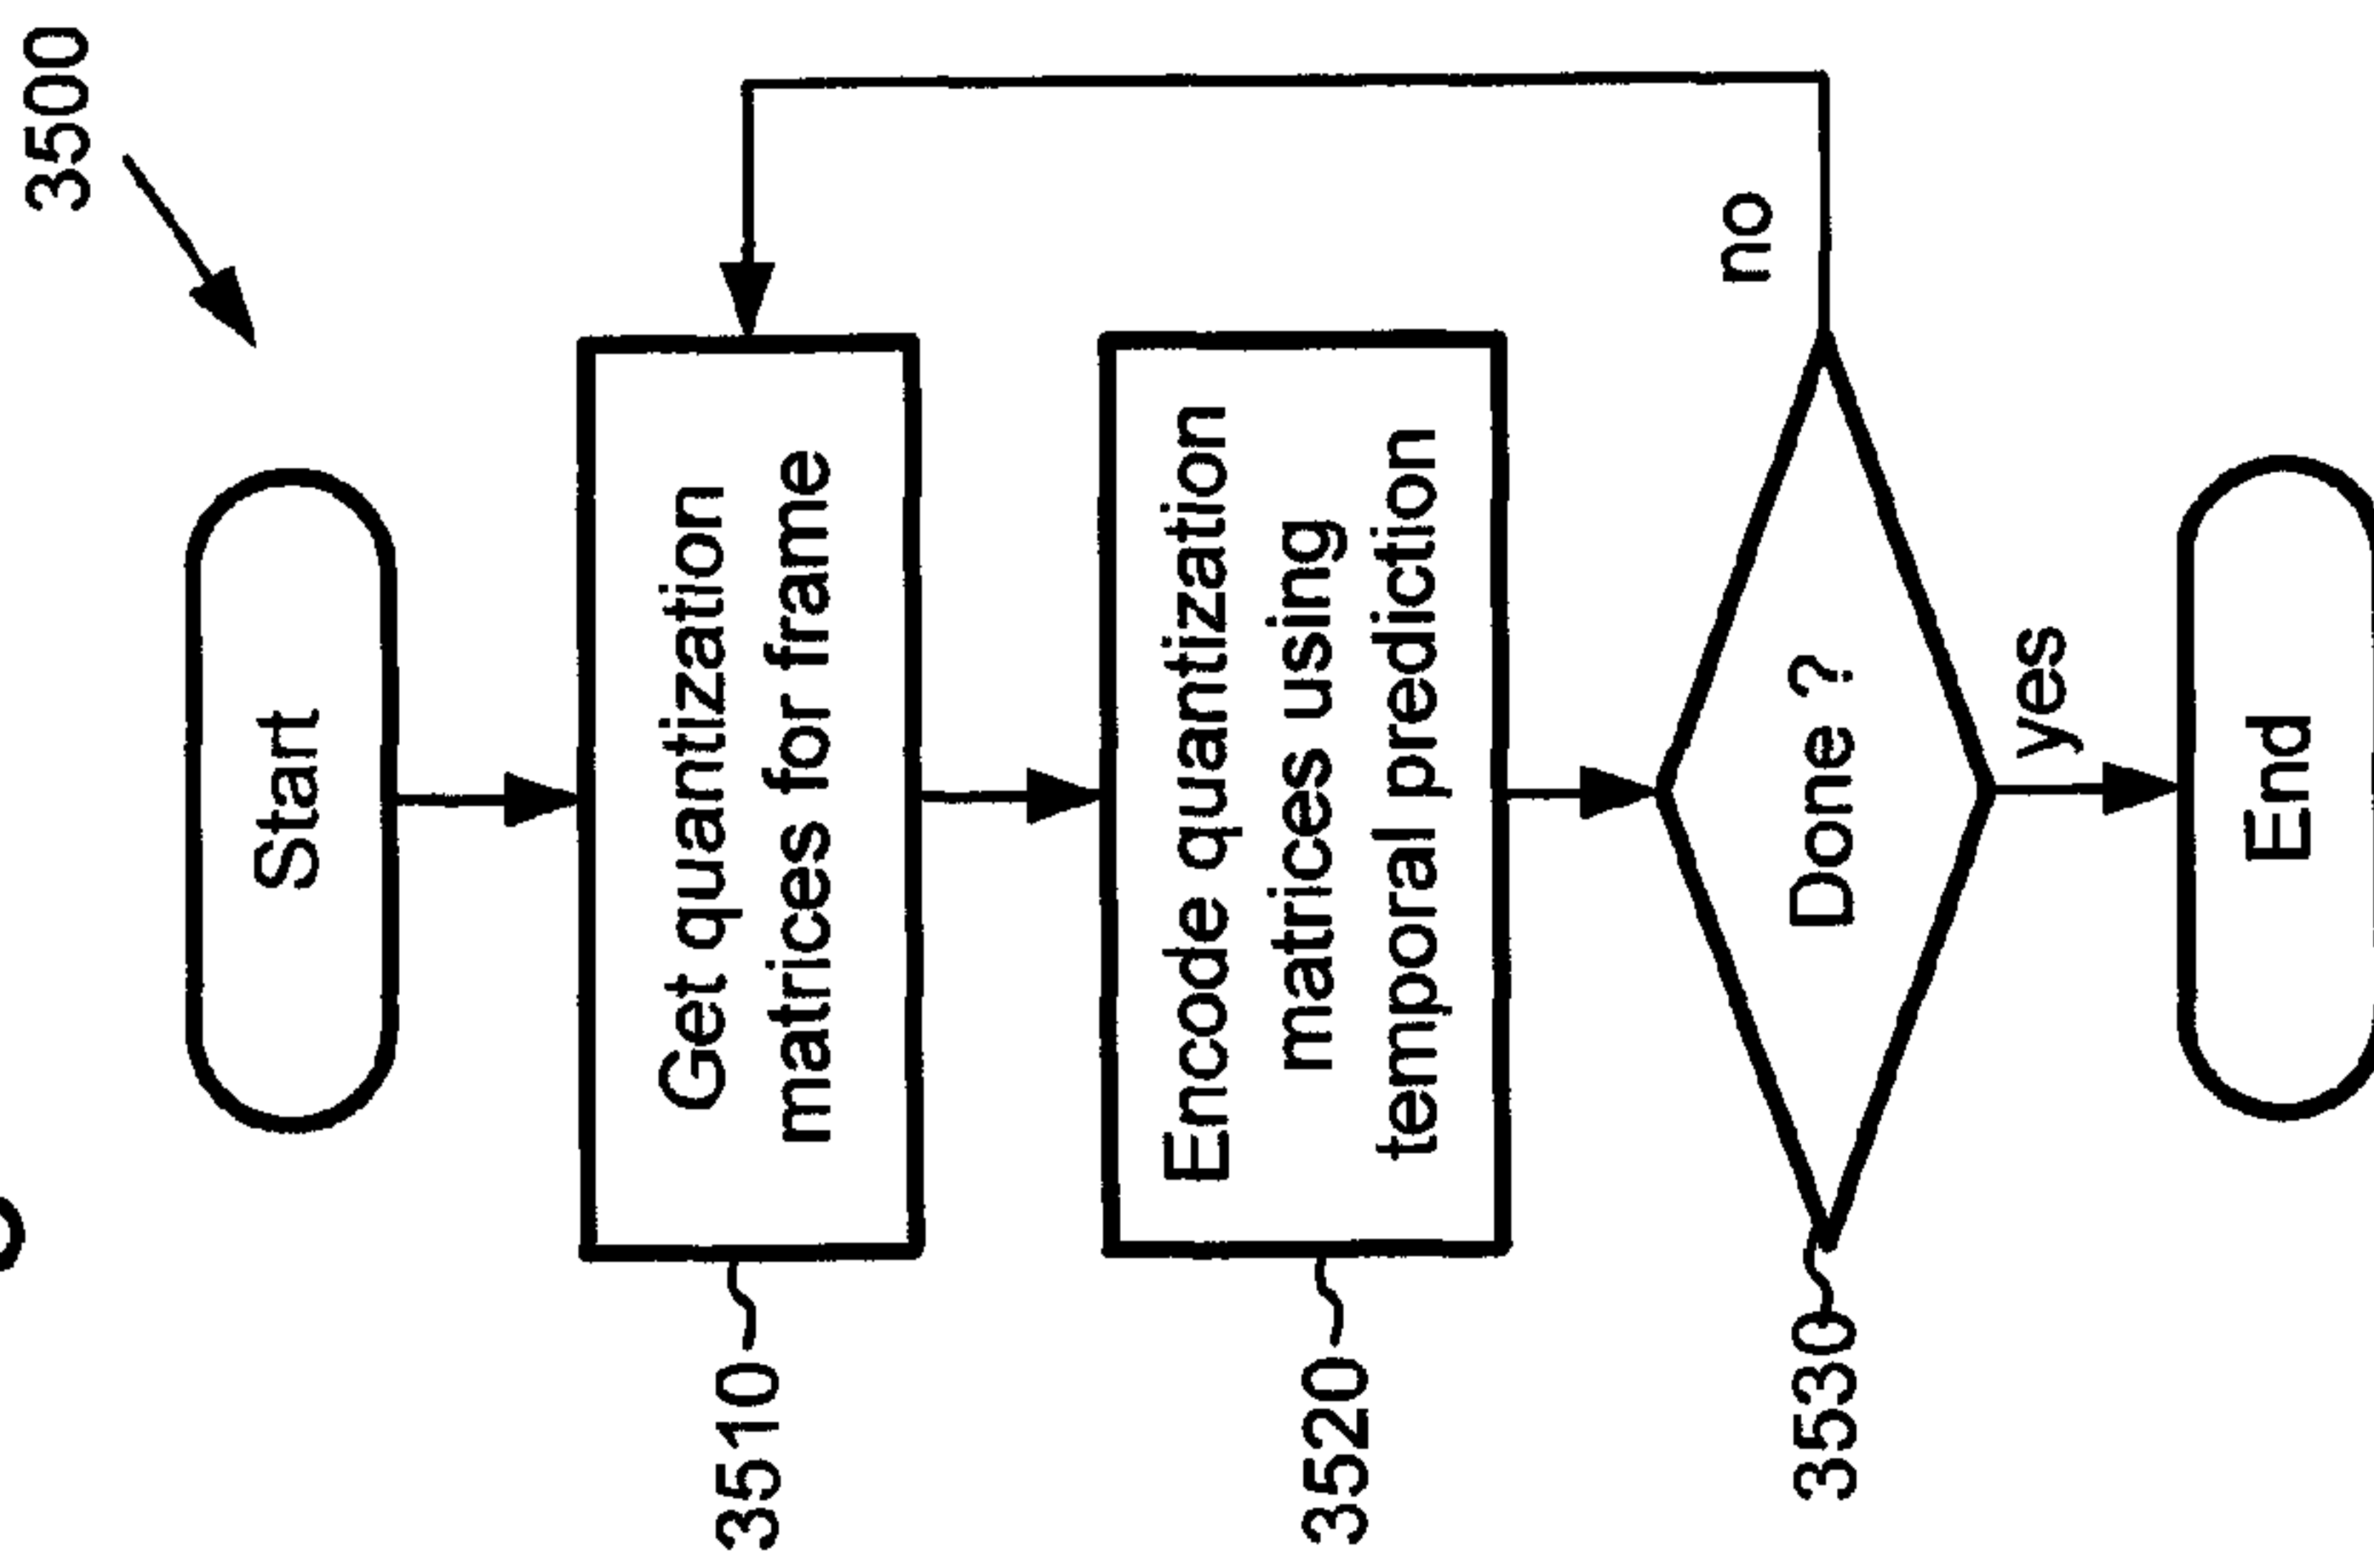 3500
Start
3510
Get quantization
matrices for frame
3520
Encode quantization
matrices using
temporal prediction
3530
Done ?
no
yes
End